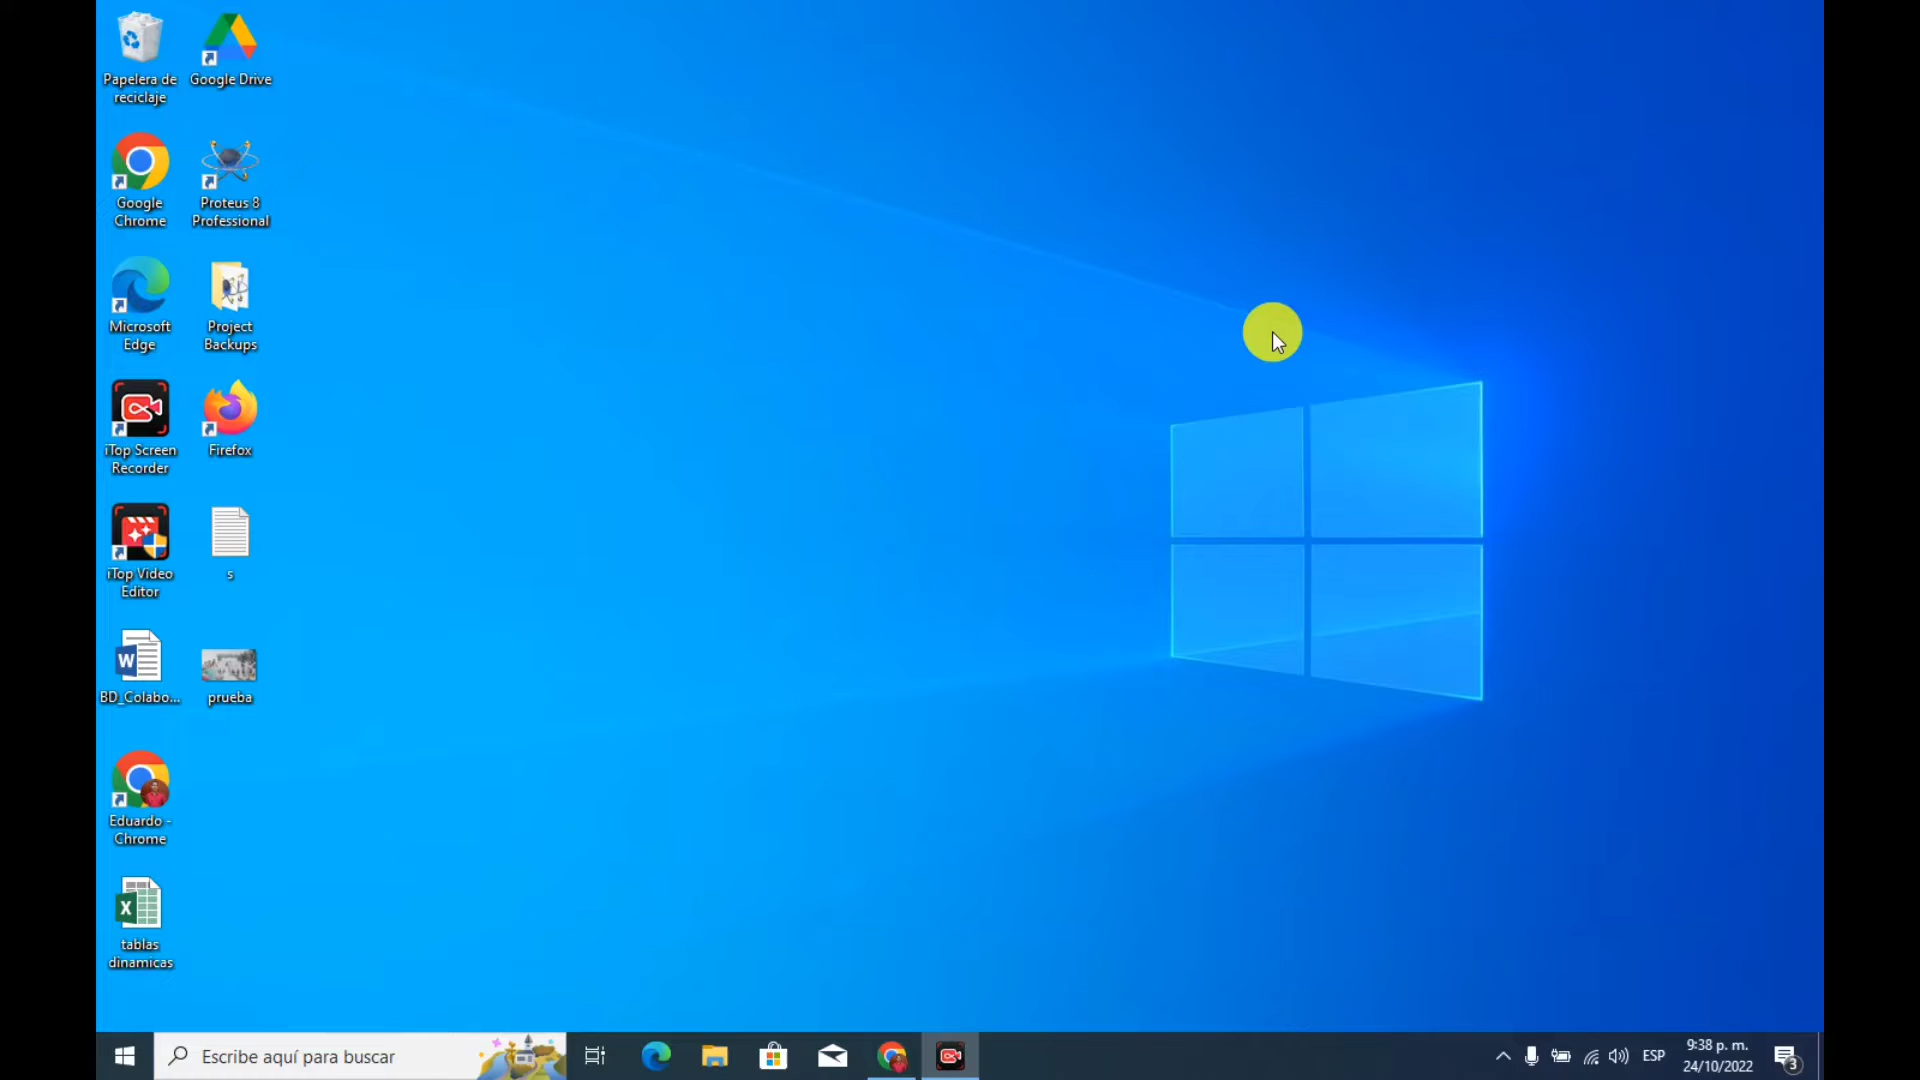 Papelera de
reciclaje
Google Drive
Google
Chrome
Proteus 8
Professional
Microsoft
Edge
Project
Backups
iTop Screen
Recorder
Firefox
iTop Video
Editor
s
W
BD_Colabo...
prueba
Eduardo -
Chrome
X
tablas
dinamicas
Escribe aquí para buscar
ESP
9:38 p. m.
24/10/2022
3